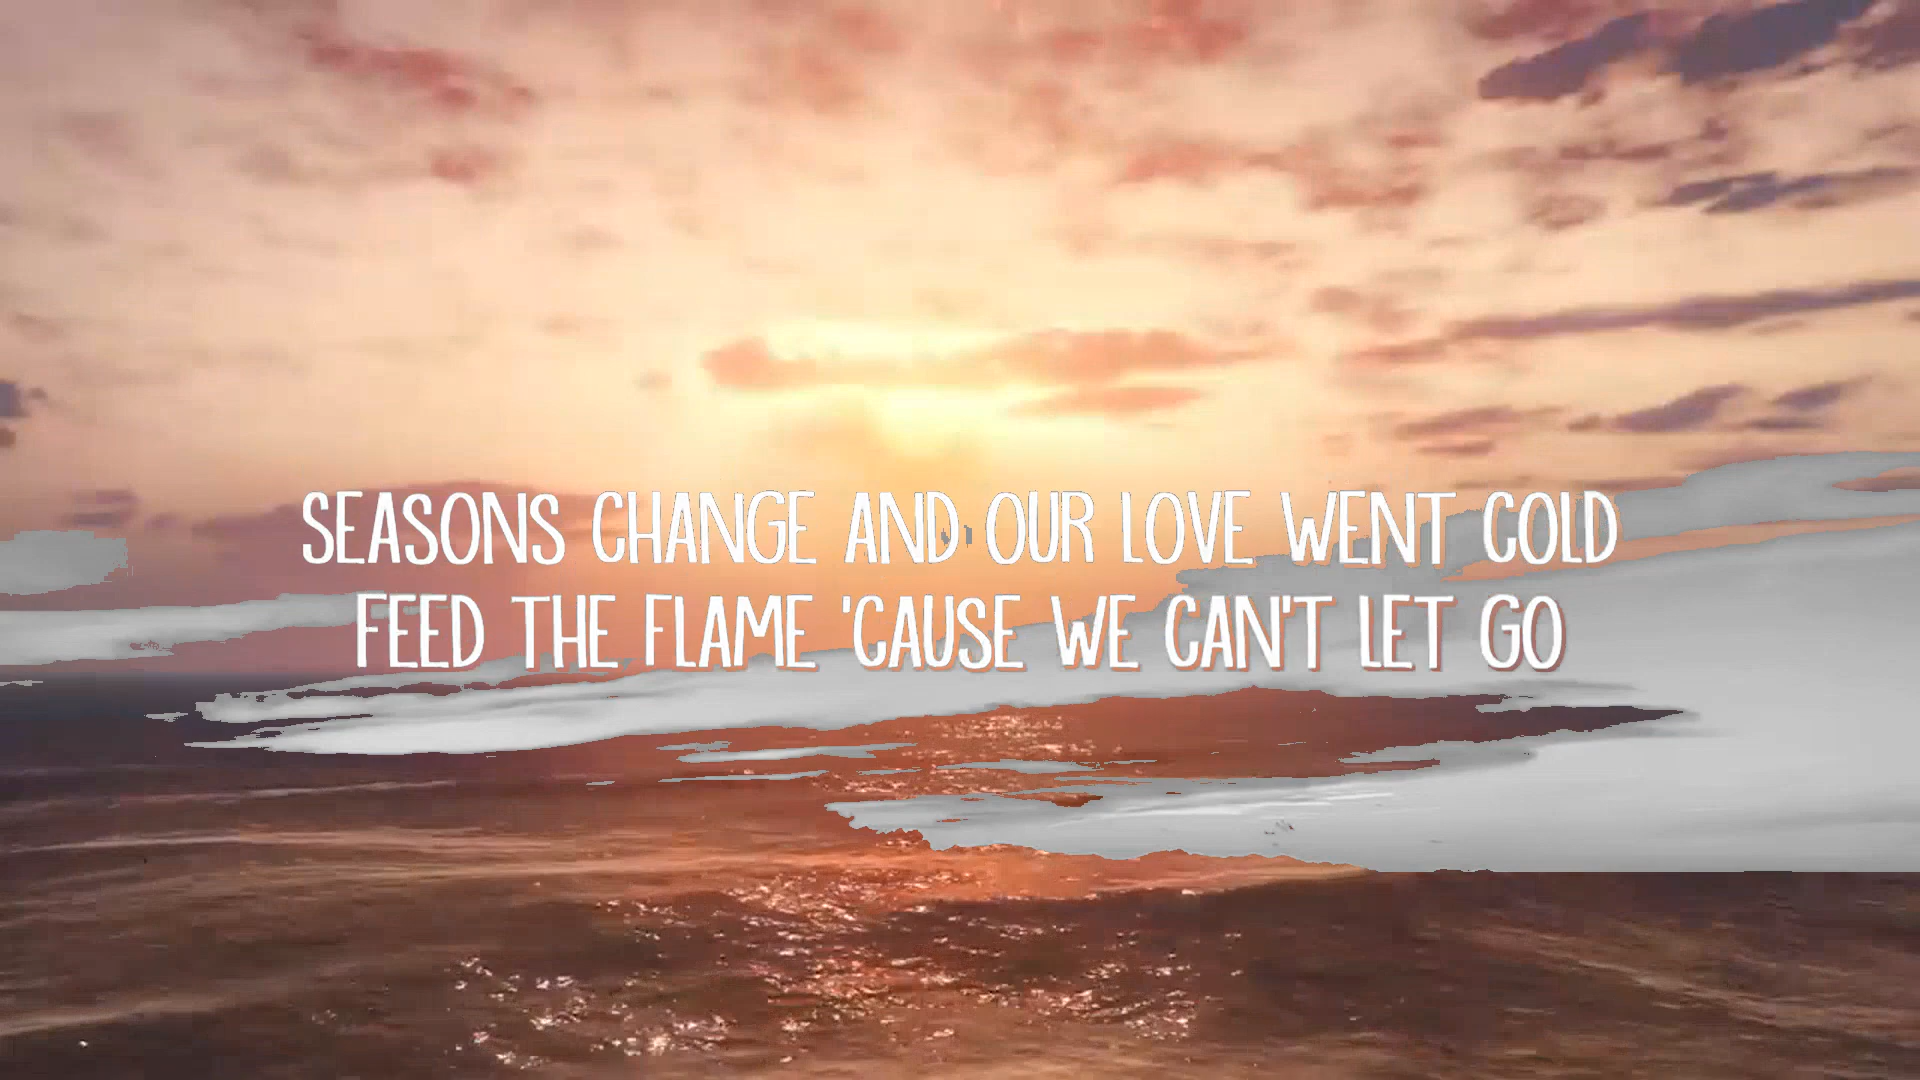 SEASONS CHANGE AND OUR LOVE WENT COLD
FEED THE FLAME 'CAUSE WE CAN'T LET GO